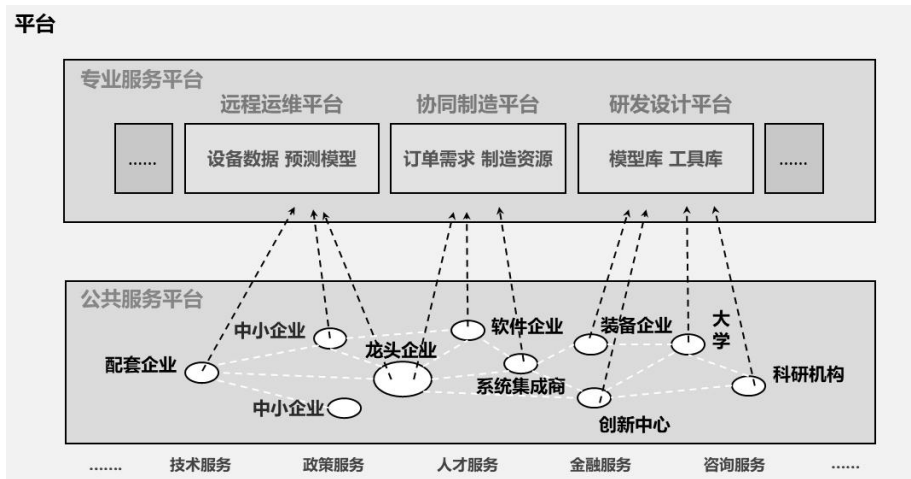 平台
专业服务平台
远程运维平台 协同制造平台 研发设计平台
...... 设备数据 预测模型 订单需求 制造资源 模型库 工具库 ......
公共服务平台
中小企业 软件企业 装备企业 大学
龙头企业
配套企业 系统集成商 科研机构
中小企业 创新中心
....... 技术服务 政策服务 人才服务 金融服务 咨询服务 ......